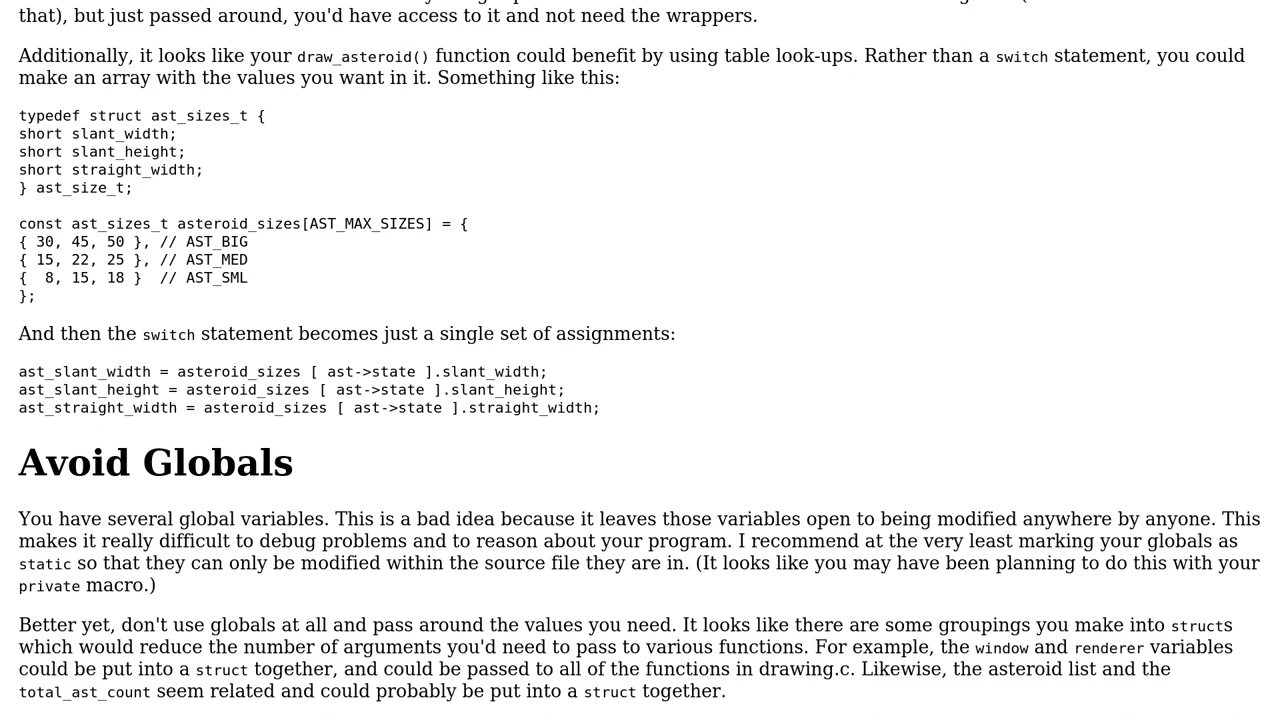 that), but just passed around, you'd have access to it and not need the wrappers.
Additionally, it looks like your draw_asteroid() function could benefit by using table look-ups. Rather than a switch statement, you could
make an array with the values you want in it. Something like this:
typedef struct ast_sizes_t {
short slant_width;
short slant_height;
short straight_width;
} ast_size_t;
const ast_sizes_t asteroid_sizes[AST_MAX_SIZES] = {
{ 30, 45, 50 }, // AST_BIG
{ 15, 22, 25 }, // AST_MED
{  8, 15, 18 }  // AST_SML
};
And then the switch statement becomes just a single set of assignments:
ast_slant_width = asteroid_sizes [ ast->state ].slant_width;
ast_slant_height = asteroid_sizes [ ast->state ].slant_height;
ast_straight_width = asteroid_sizes [ ast->state ].straight_width;
Avoid Globals
You have several global variables. This is a bad idea because it leaves those variables open to being modified anywhere by anyone. This
makes it really difficult to debug problems and to reason about your program. I recommend at the very least marking your globals as
static so that they can only be modified within the source file they are in. (It looks like you may have been planning to do this with your
private macro.)
Better yet, don't use globals at all and pass around the values you need. It looks like there are some groupings you make into structs
which would reduce the number of arguments you'd need to pass to various functions. For example, the window and renderer variables
could be put into a struct together, and could be passed to all of the functions in drawing.c. Likewise, the asteroid list and the
total_ast_count seem related and could probably be put into a struct together.